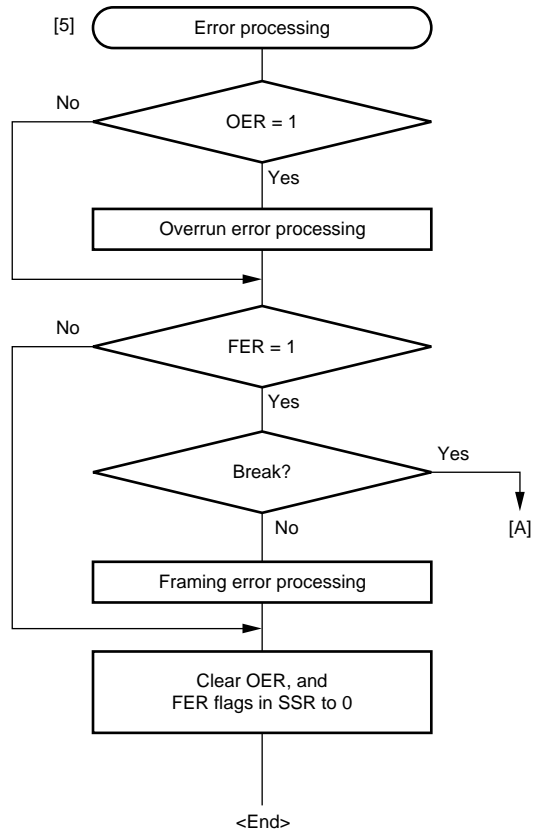 [5]
Error processing
No
OER = 1
Yes
Overrun error processing
No
FER = 1
Yes
Break?
Yes
No
[A]
Framing error processing
Clear OER, and
FER flags in SSR to 0
<End>